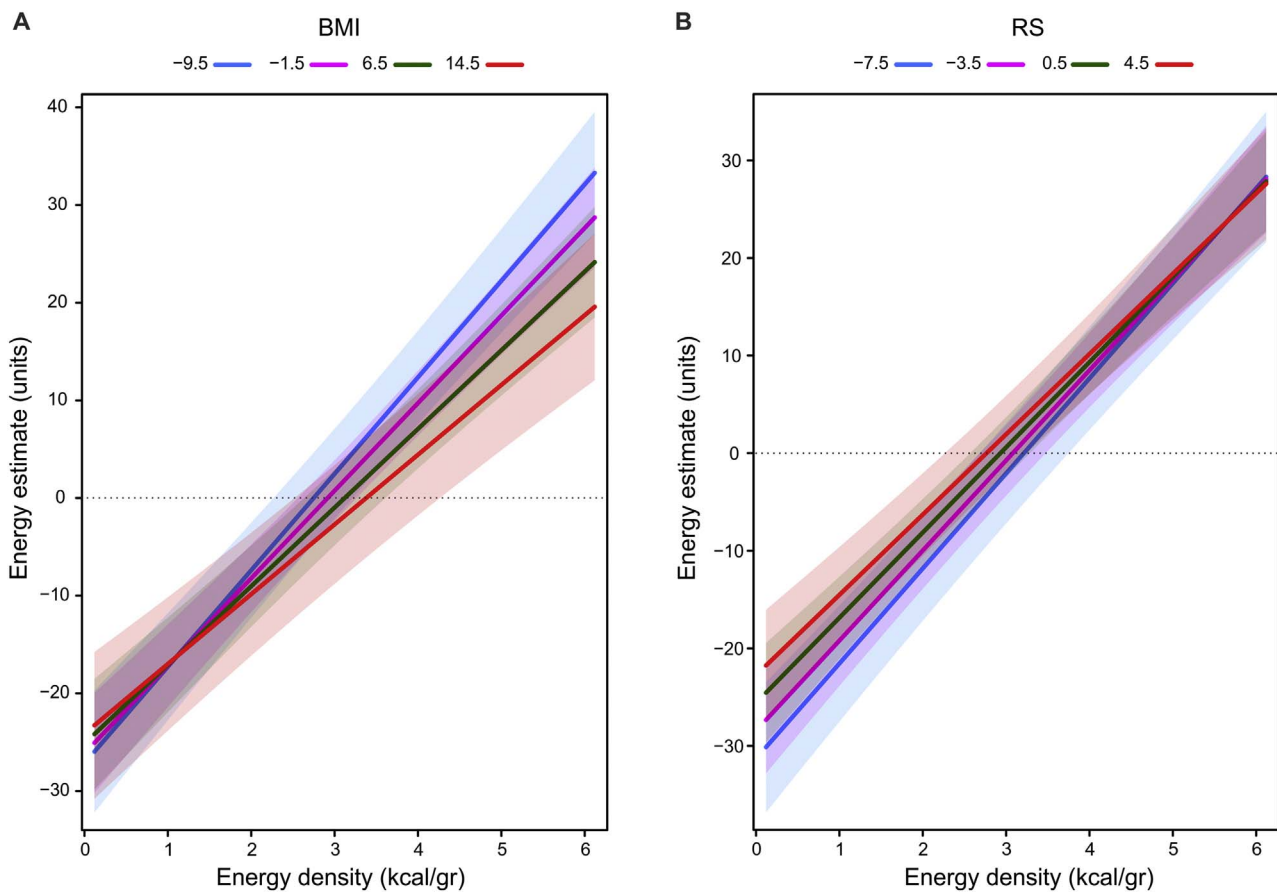 A
BMI
−9.5 −1.5 6.5 14.5
40
30
20
10
0
−10
−20
−30
Energy estimate (units)
0 1 2 3 4 5 6
Energy density (kcal/gr)
B
RS
−7.5 −3.5 0.5 4.5
30
20
10
0
−10
−20
−30
Energy estimate (units)
0 1 2 3 4 5 6
Energy density (kcal/gr)